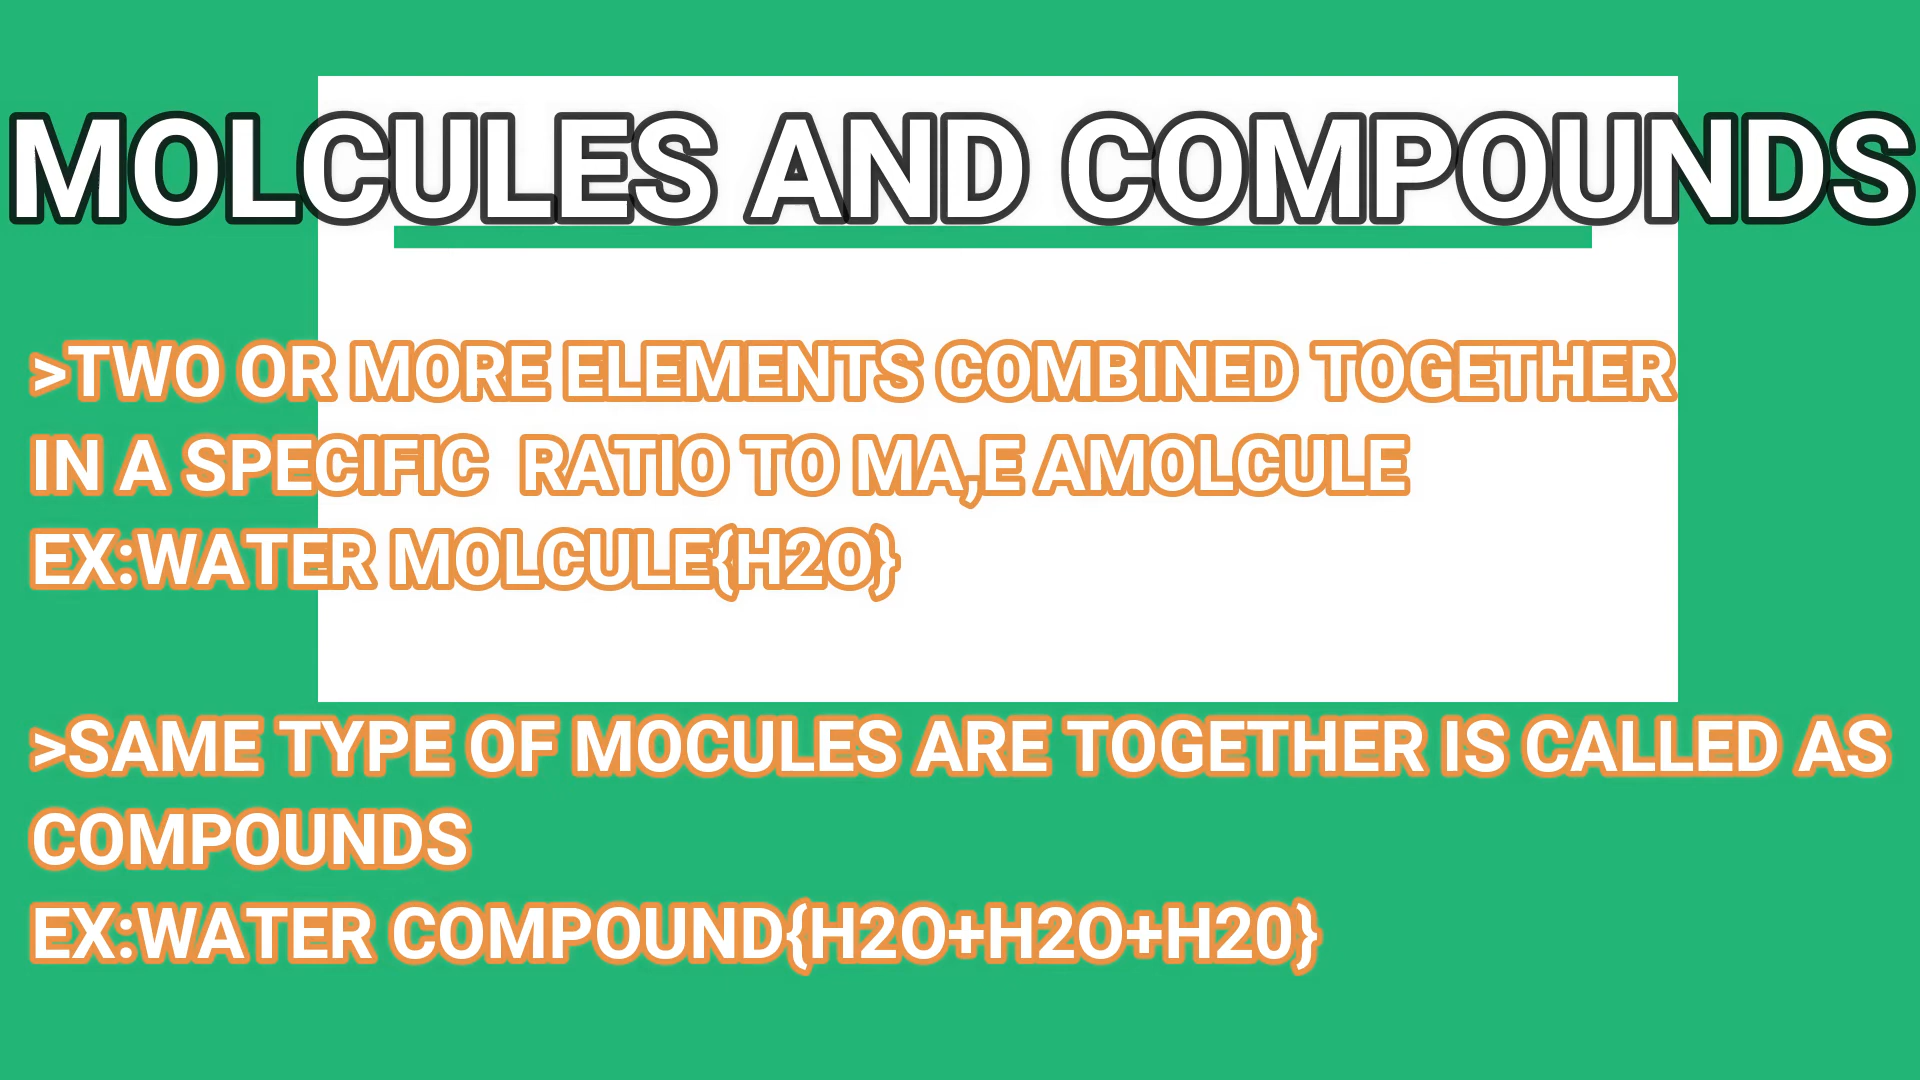 MOLCULES AND COMPOUNDS
>TWO OR MORE ELEMENTS COMBINED TOGETHER
IN A SPECIFIC  RATIO TO MA,E AMOLCULE
EX:WATER MOLCULE{H2O}
>SAME TYPE OF MOCULES ARE TOGETHER IS CALLED AS
COMPOUNDS
EX:WATER COMPOUND{H2O+H2O+H20}